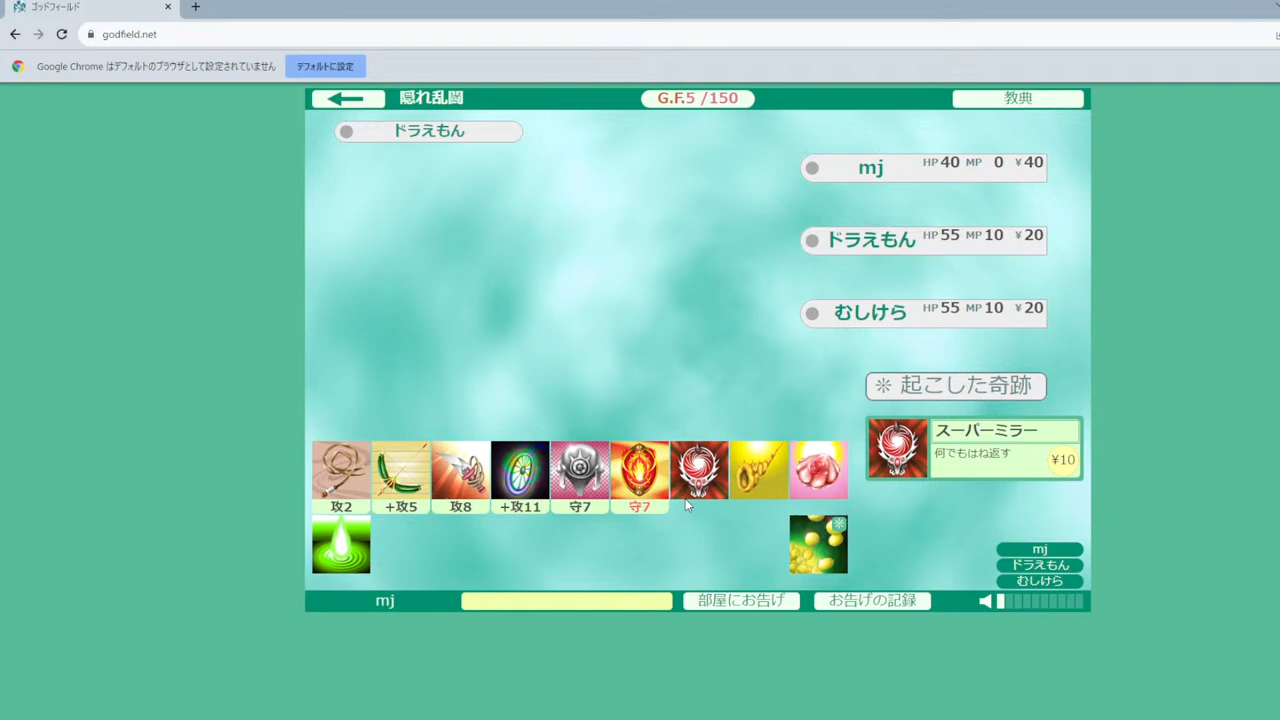 ゴッドフィールド
godfield.net
Google Chrome はデフォルトのブラウザとして設定されていません デフォルトに設定
隠れ乱闘 G.F.5 /150 教典
ドラえもん
mj HP 40 MP 0 ¥40
ドラえもん HP 55 MP 10 ¥20
むしけら HP 55 MP 10 ¥20
※ 起こした奇跡
スーパーミラー
何でもはね返す ¥10
攻2 +攻5 攻8 +攻11 守7 守7
mj
ドラえもん
むしけら
mj 部屋にお告げ お告げの記録